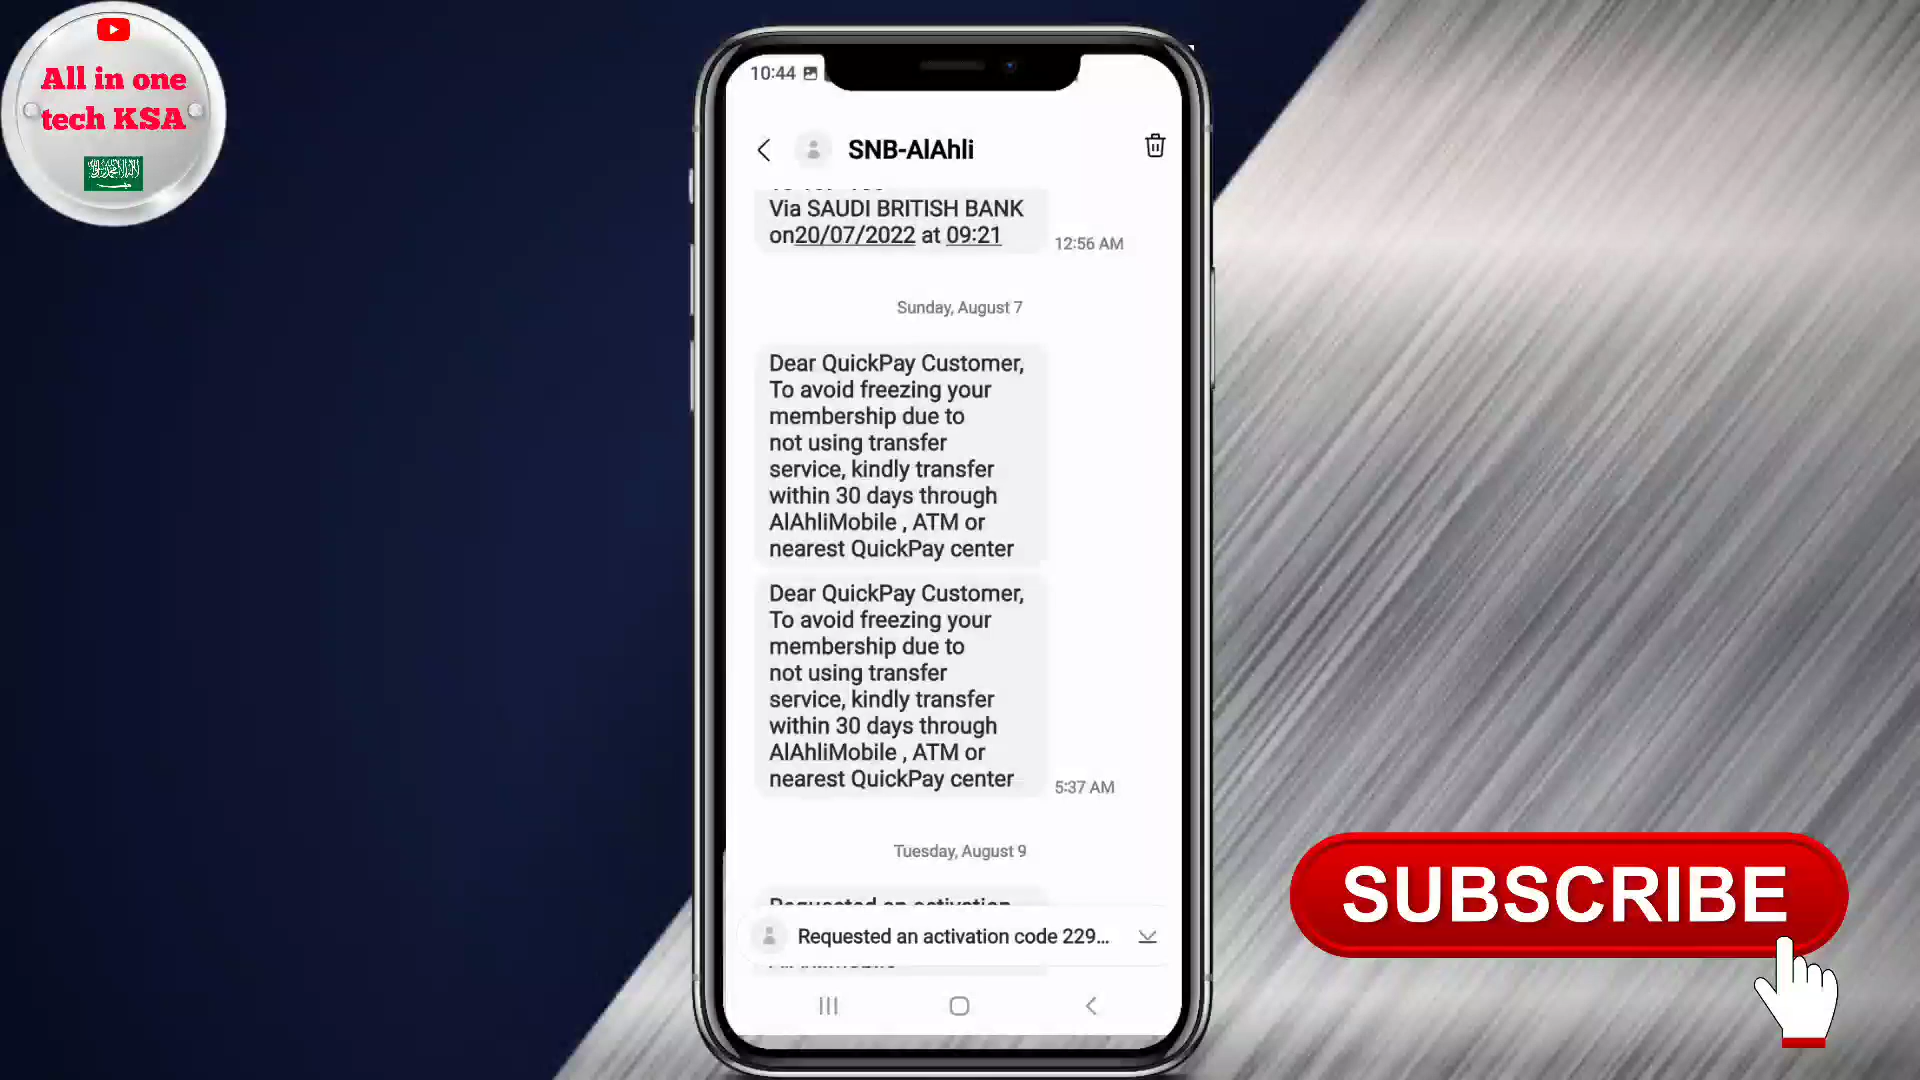 All in one
tech KSA
10:44
SNB-AlAhli
Via SAUDI BRITISH BANK
on20/07/2022 at 09:21
12:56 AM
Sunday, August 7
Dear QuickPay Customer,
To avoid freezing your
membership due to
not using transfer
service, kindly transfer
within 30 days through
AlAhliMobile , ATM or
nearest QuickPay center
Dear QuickPay Customer,
To avoid freezing your
membership due to
not using transfer
service, kindly transfer
within 30 days through
AlAhliMobile , ATM or
nearest QuickPay center
5:37 AM
Tuesday, August 9
Requested an activation
Requested an activation code 229...
SUBSCRIBE